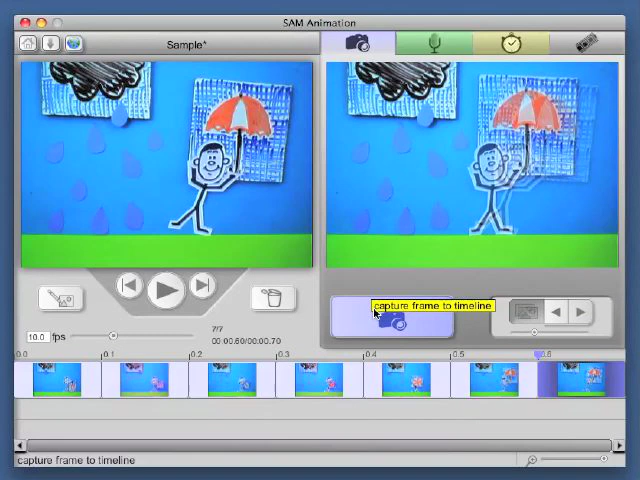 SAM Animation
Sample*
capture frame to timeline
10.0 fps
7/7
00:00.60/00:00.70
0.0 0.1 0.2 0.3 0.4 0.5 0.6
capture frame to timeline